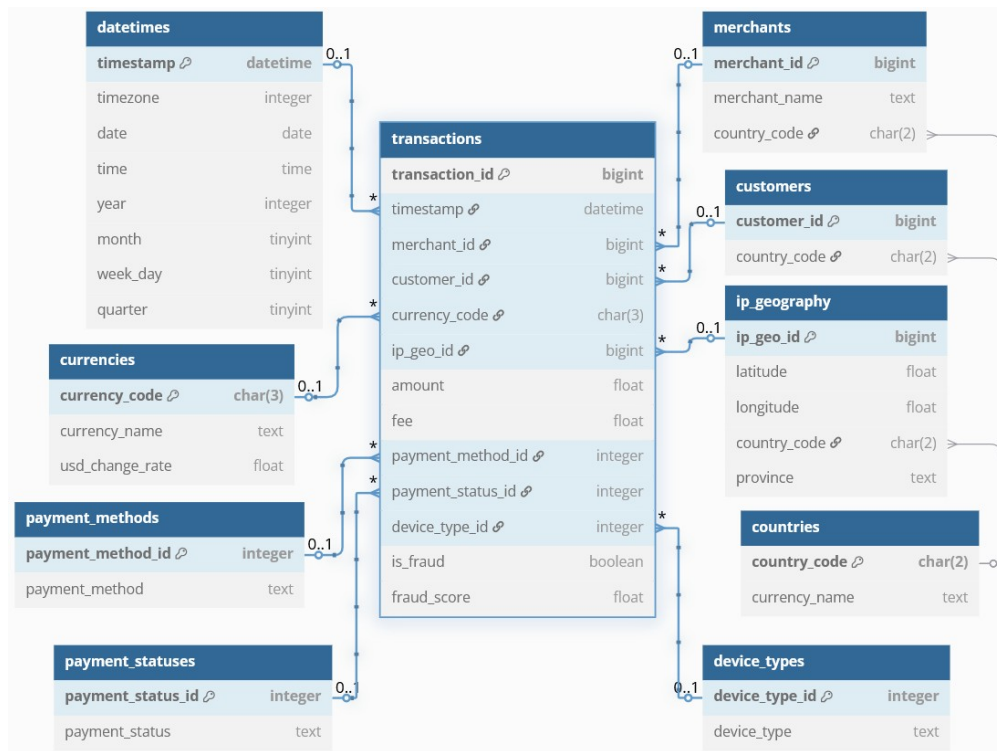 datetimes
timestamp datetime
timezone integer
date date
time time
year integer
month tinyint
week_day tinyint
quarter tinyint
0..1
*
currencies
currency_code char(3)
currency_name text
usd_change_rate float
0..1
*
payment_methods
payment_method_id integer
payment_method text
0..1
*
payment_statuses
payment_status_id integer
payment_status text
0..1
*
transactions
transaction_id bigint
timestamp datetime
merchant_id bigint
customer_id bigint
currency_code char(3)
ip_geo_id bigint
amount float
fee float
payment_method_id integer
payment_status_id integer
device_type_id integer
is_fraud boolean
fraud_score float
merchants
merchant_id bigint
merchant_name text
country_code char(2)
0..1
*
customers
customer_id bigint
country_code char(2)
0..1
*
ip_geography
ip_geo_id bigint
latitude float
longitude float
country_code char(2)
province text
0..1
*
countries
country_code char(2)
currency_name text
device_types
device_type_id integer
device_type text
0..1
*